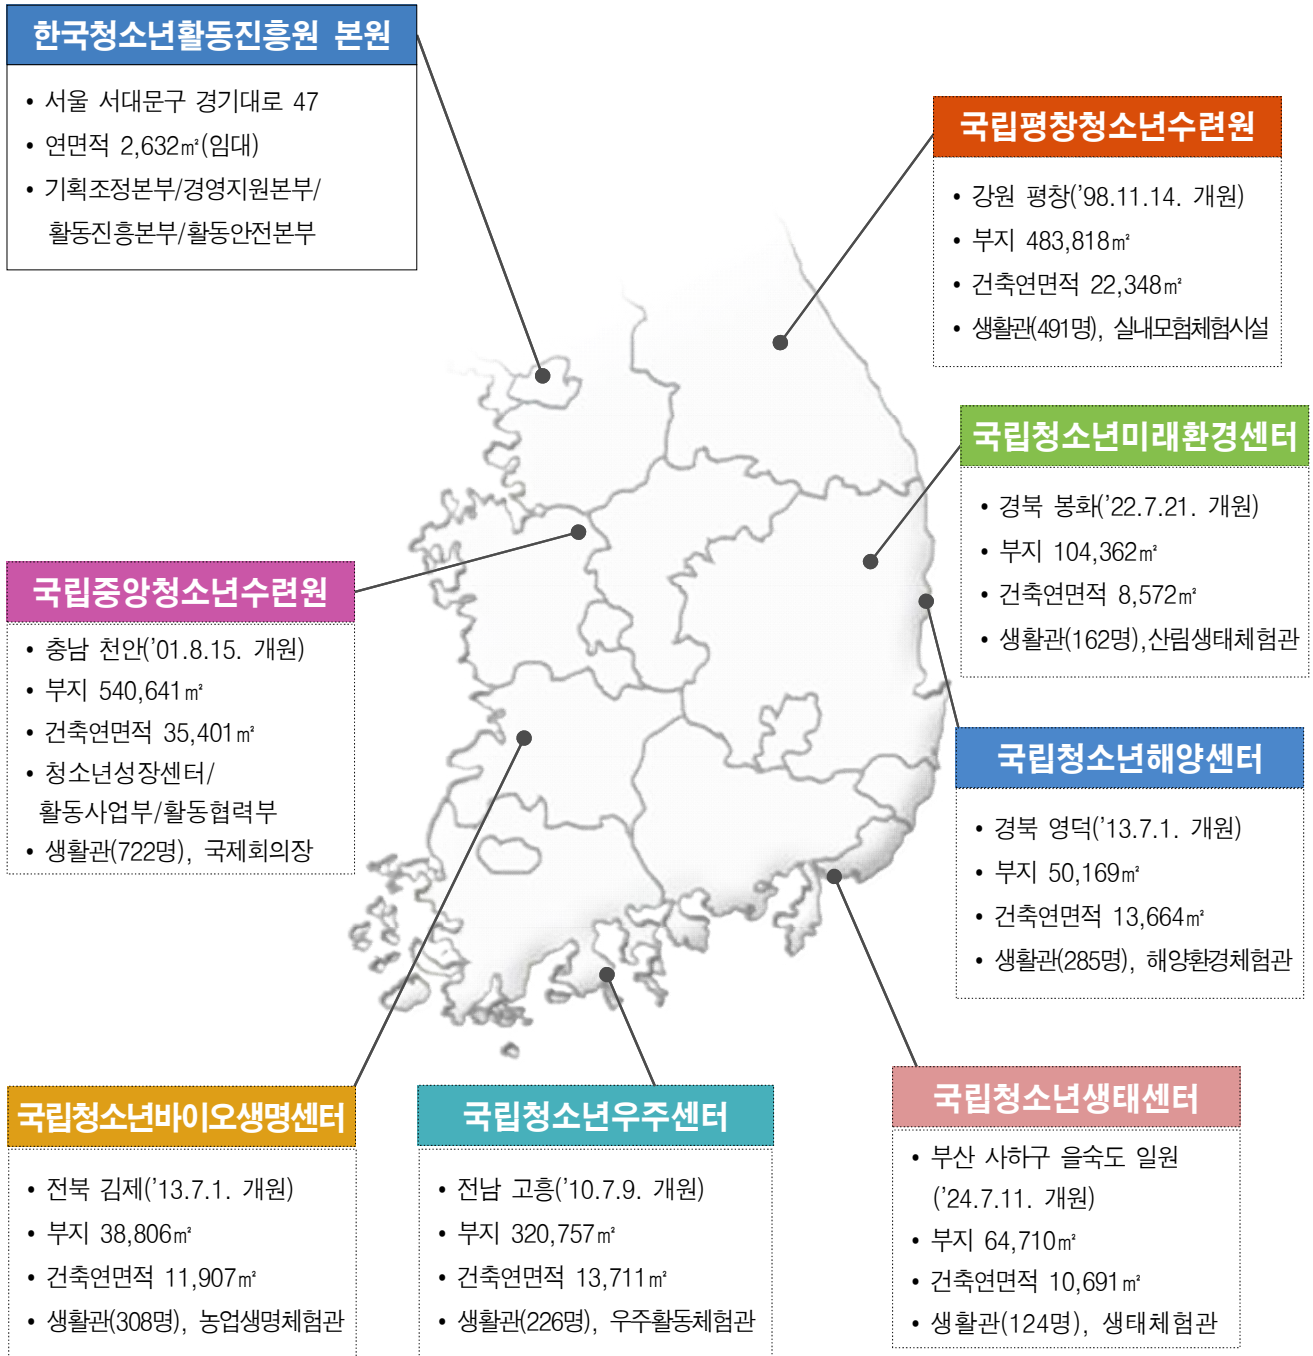 한국청소년활동진흥원 본원
• 서울 서대문구 경기대로 47
• 연면적 2,632㎡(임대)
• 기획조정본부/경영지원본부/
활동진흥본부/활동안전본부
국립평창청소년수련원
• 강원 평창('98.11.14. 개원)
• 부지 483,818㎡
• 건축연면적 22,348㎡
• 생활관(491명), 실내모험체험시설
국립청소년미래환경센터
• 경북 봉화('22.7.21. 개원)
• 부지 104,362㎡
• 건축연면적 8,572㎡
• 생활관(162명),산림생태체험관
국립중앙청소년수련원
• 충남 천안('01.8.15. 개원)
• 부지 540,641㎡
• 건축연면적 35,401㎡
• 청소년성장센터/
활동사업부/활동협력부
• 생활관(722명), 국제회의장
국립청소년해양센터
• 경북 영덕('13.7.1. 개원)
• 부지 50,169㎡
• 건축연면적 13,664㎡
• 생활관(285명), 해양환경체험관
국립청소년바이오생명센터
• 전북 김제('13.7.1. 개원)
• 부지 38,806㎡
• 건축연면적 11,907㎡
• 생활관(308명), 농업생명체험관
국립청소년우주센터
• 전남 고흥('10.7.9. 개원)
• 부지 320,757㎡
• 건축연면적 13,711㎡
• 생활관(226명), 우주활동체험관
국립청소년생태센터
• 부산 사하구 을숙도 일원
('24.7.11. 개원)
• 부지 64,710㎡
• 건축연면적 10,691㎡
• 생활관(124명), 생태체험관